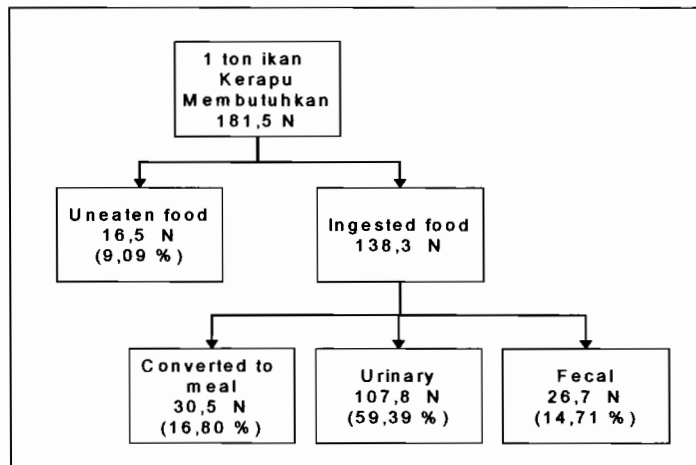 1 ton ikan
Kerapu
Membutuhkan
181,5 N
Uneaten food
16,5 N
(9,09 %)
Ingested food
138,3 N
Converted to
meal
30,5 N
(16,80 %)
Urinary
107,8 N
(59,39 %)
Fecal
26,7 N
(14,71 %)